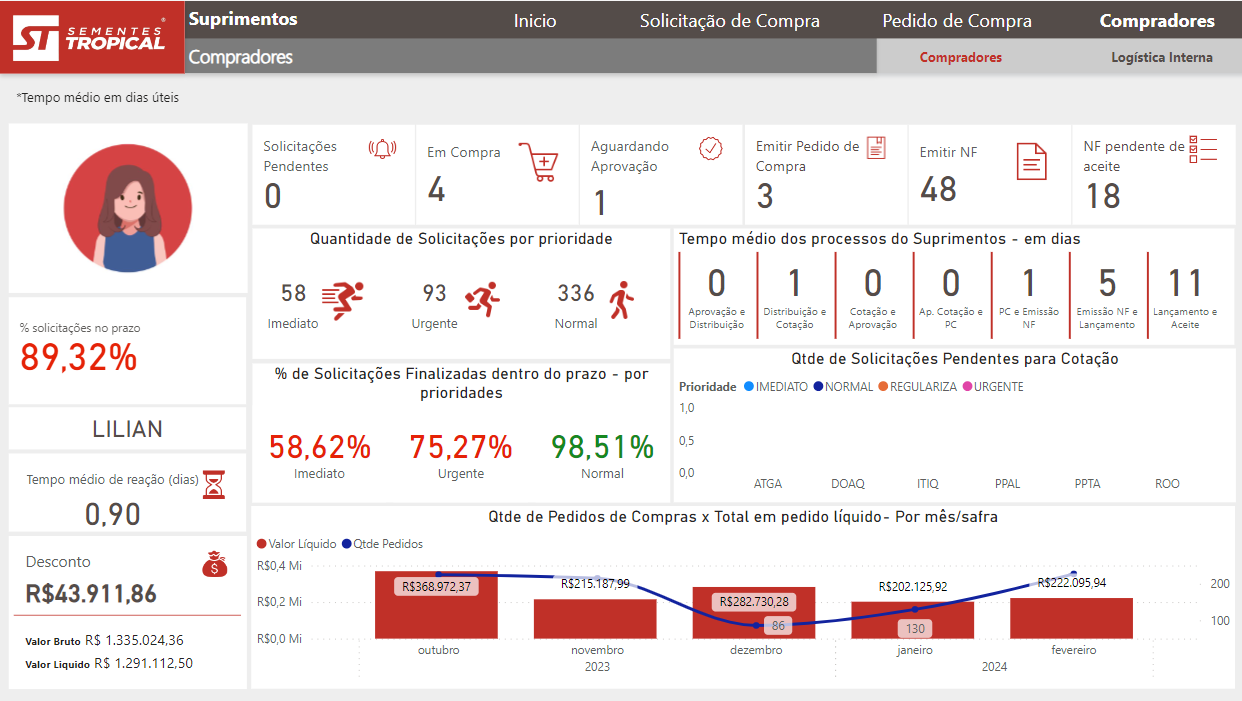 ST SEMENTES TROPICAL®
Suprimentos
Inicio
Solicitação de Compra
Pedido de Compra
Compradores
Compradores
Compradores
Logística Interna
*Tempo médio em dias úteis
% solicitações no prazo
89,32%
LILIAN
Tempo médio de reação (dias)
0,90
Desconto
$
R$43.911,86
Valor Bruto R$ 1.335.024,36
Valor Liquido R$ 1.291.112,50
Solicitações
Pendentes
0
Em Compra
4
Aguardando
Aprovação
1
Emitir Pedido de
Compra
3
Emitir NF
48
NF pendente de
aceite
18
Quantidade de Solicitações por prioridade
58
Imediato
93
Urgente
336
Normal
% de Solicitações Finalizadas dentro do prazo - por
prioridades
58,62%
Imediato
75,27%
Urgente
98,51%
Normal
Tempo médio dos processos do Suprimentos - em dias
0
Aprovação e
Distribuição
1
Distribuição e
Cotação
0
Cotação e
Aprovação
0
Ap. Cotação e
PC
1
PC e Emissão
NF
5
Emissão NF e
Lançamento
11
Lançamento e
Aceite
Qtde de Solicitações Pendentes para Cotação
Prioridade IMEDIATO NORMAL REGULARIZA URGENTE
1,0
0,5
0,0
ATGA DOAQ ITIQ PPAL PPTA ROO
Qtde de Pedidos de Compras x Total em pedido líquido- Por mês/safra
Valor Líquido Qtde Pedidos
R$0,4 Mi
R$0,2 Mi
R$0,0 Mi
R$368.972,37
R$215.187,99
R$282.730,28
R$202.125,92
R$222.095,94
86
130
200
100
outubro novembro dezembro janeiro fevereiro
2023 2024